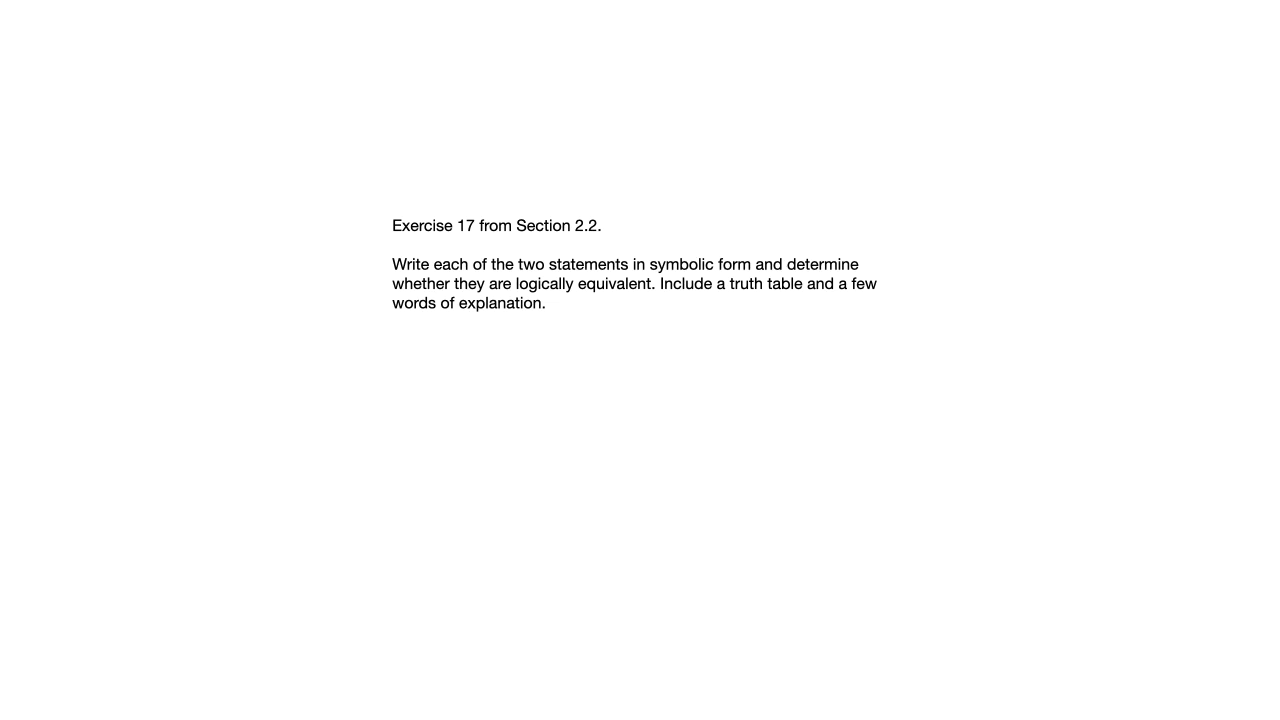 Exercise 17 from Section 2.2.
Write each of the two statements in symbolic form and determine
whether they are logically equivalent. Include a truth table and a few
words of explanation.